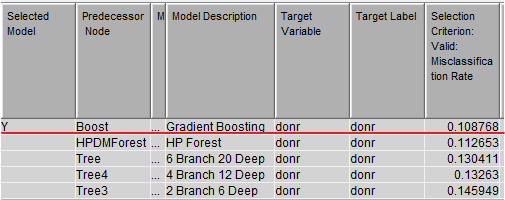 Selected Model	Predecessor Node	M	Model Description	Target Variable	Target Label	Selection Criterion: Valid: Misclassifica tion Rate
Y	Boost	...	Gradient Boosting	donr	donr	0.108768
HPDMForest	...	HP Forest	donr	donr	0.112653
Tree	...	6 Branch 20 Deep	donr	donr	0.130411
Tree4	...	4 Branch 12 Deep	donr	donr	0.13263
Tree3	...	2 Branch 6 Deep	donr	donr	0.145949